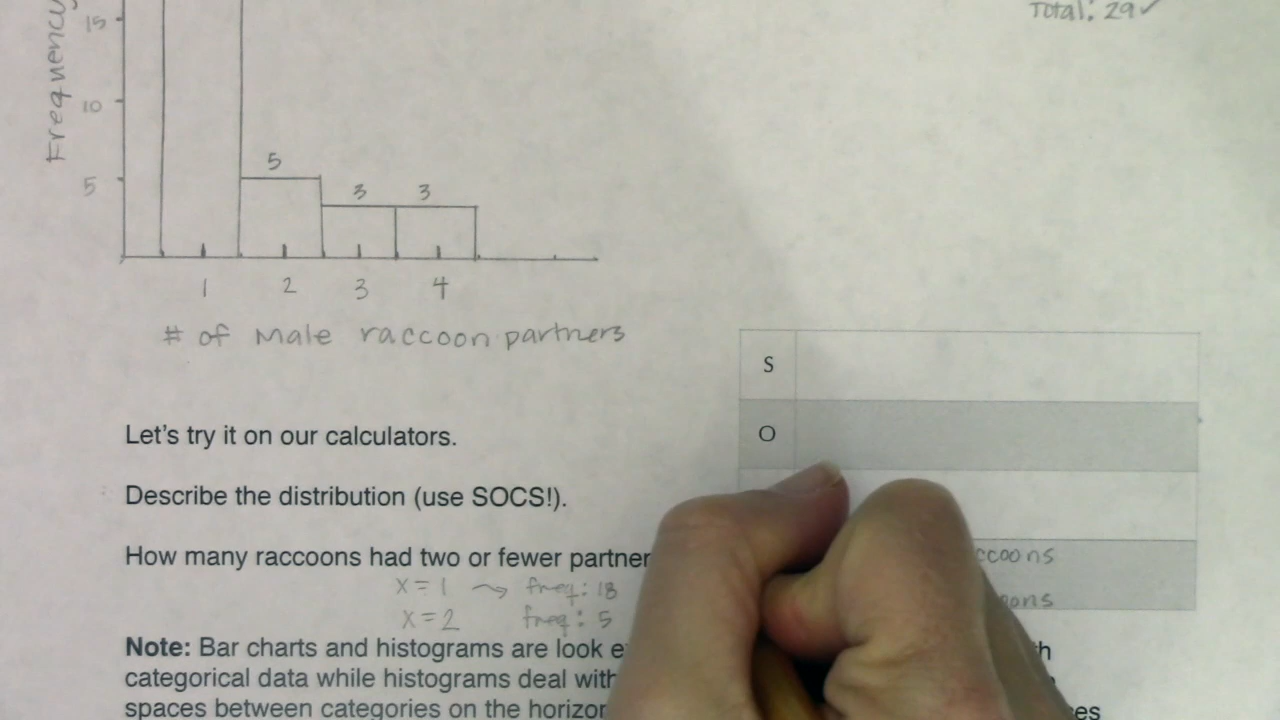 Total: 29✓
Frequency
15
10
5
5
3
3
1 2 3 4
# of male raccoon partners
S
O
Let's try it on our calculators.
Describe the distribution (use SOCS!).
How many raccoons had two or fewer partner
x = 1 → freq: 18
x = 2 freq: 5
Note: Bar charts and histograms are look
categorical data while histograms deal with
spaces between categories on the